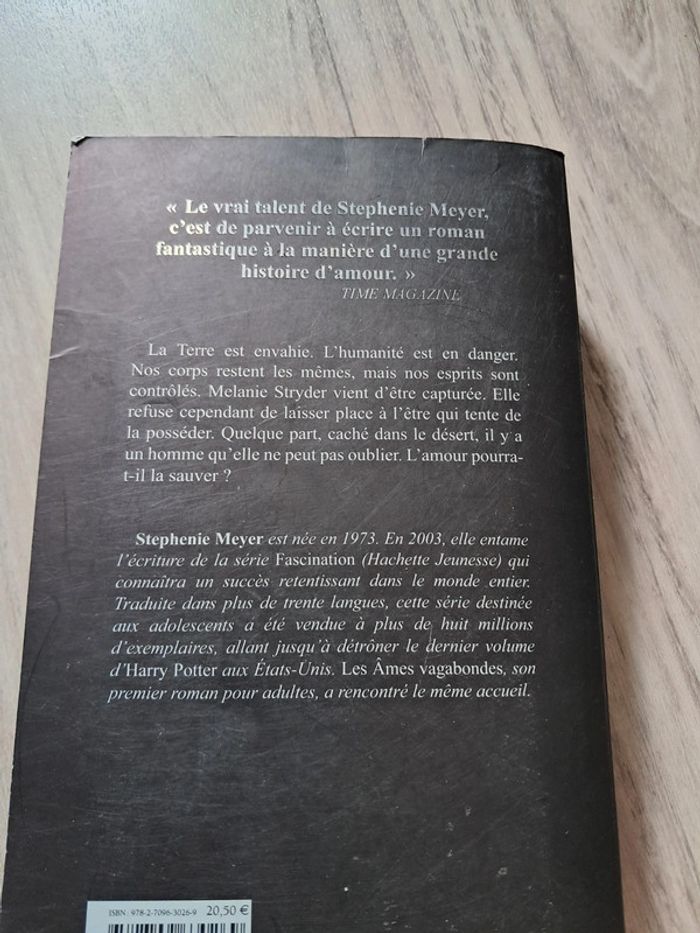 « Le vrai talent de Stephenie Meyer,
c’est de parvenir à écrire un roman
fantastique à la manière d’une grande
histoire d’amour. »
TIME MAGAZINE
La Terre est envahie. L’humanité est en danger.
Nos corps restent les mêmes, mais nos esprits sont
contrôlés. Melanie Stryder vient d’être capturée. Elle
refuse cependant de laisser place à l’être qui tente de
la posséder. Quelque part, caché dans le désert, il y a
un homme qu’elle ne peut pas oublier. L’amour pourra-
t-il la sauver ?
Stephenie Meyer est née en 1973. En 2003, elle entame
l’écriture de la série Fascination (Hachette Jeunesse) qui
connaîtra un succès retentissant dans le monde entier.
Traduite dans plus de trente langues, cette série destinée
aux adolescents a été vendue à plus de huit millions
d’exemplaires, allant jusqu’à détrôner le dernier volume
d’Harry Potter aux États-Unis. Les Âmes vagabondes, son
premier roman pour adultes, a rencontré le même accueil.
ISBN: 978-2-7096-3026-9 20,50 €